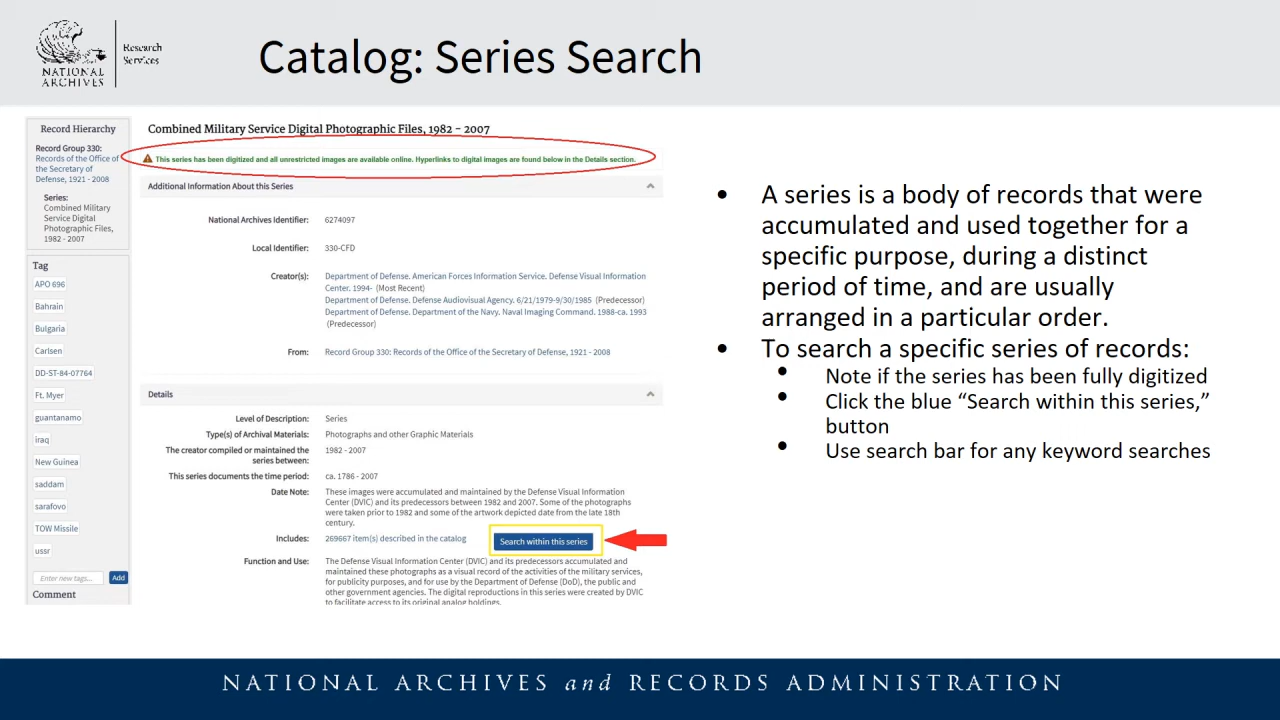 NATIONAL
ARCHIVES
Research
Services
Catalog: Series Search
Record Hierarchy
Record Group 330:
Records of the Office of
the Secretary of
Defense, 1921 - 2008
Series:
Combined Military
Service Digital
Photographic Files,
1982 - 2007
Tag
APO 696
Bahrain
Bulgaria
Carlsen
DD-ST-84-07764
Ft. Myer
guantanamo
iraq
New Guinea
saddam
sarafovo
TOW Missile
ussr
Enter new tags... Add
Comment
Combined Military Service Digital Photographic Files, 1982 - 2007
This series has been digitized and all unrestricted images are available online. Hyperlinks to digital images are found below in the Details section.
Additional Information About this Series
National Archives Identifier: 6274097
Local Identifier: 330-CFD
Creator(s): Department of Defense. American Forces Information Service. Defense Visual Information
Center. 1994- (Most Recent)
Department of Defense. Defense Audiovisual Agency. 6/21/1979-9/30/1985 (Predecessor)
Department of Defense. Department of the Navy. Naval Imaging Command. 1988-ca. 1993
(Predecessor)
From: Record Group 330: Records of the Office of the Secretary of Defense, 1921 - 2008
Details
Level of Description: Series
Type(s) of Archival Materials: Photographs and other Graphic Materials
The creator compiled or maintained the series between: 1982 - 2007
This series documents the time period: ca. 1786 - 2007
Date Note: These images were accumulated and maintained by the Defense Visual Information
Center (DVIC) and its predecessors between 1982 and 2007. Some of the photographs
were taken prior to 1982 and some of the artwork depicted date from the late 18th
century.
Includes: 269667 item(s) described in the catalog Search within this series
Function and Use: The Defense Visual Information Center (DVIC) and its predecessors accumulated and
maintained these photographs as a visual record of the activities of the military services,
for publicity purposes, and for use by the Department of Defense (DoD), the public and
other government agencies. The digital reproductions in this series were created by DVIC
to facilitate access to its original analog holdings.
• A series is a body of records that were
accumulated and used together for a
specific purpose, during a distinct
period of time, and are usually
arranged in a particular order.
• To search a specific series of records:
• Note if the series has been fully digitized
• Click the blue “Search within this series,”
button
• Use search bar for any keyword searches
NATIONAL ARCHIVES and RECORDS ADMINISTRATION